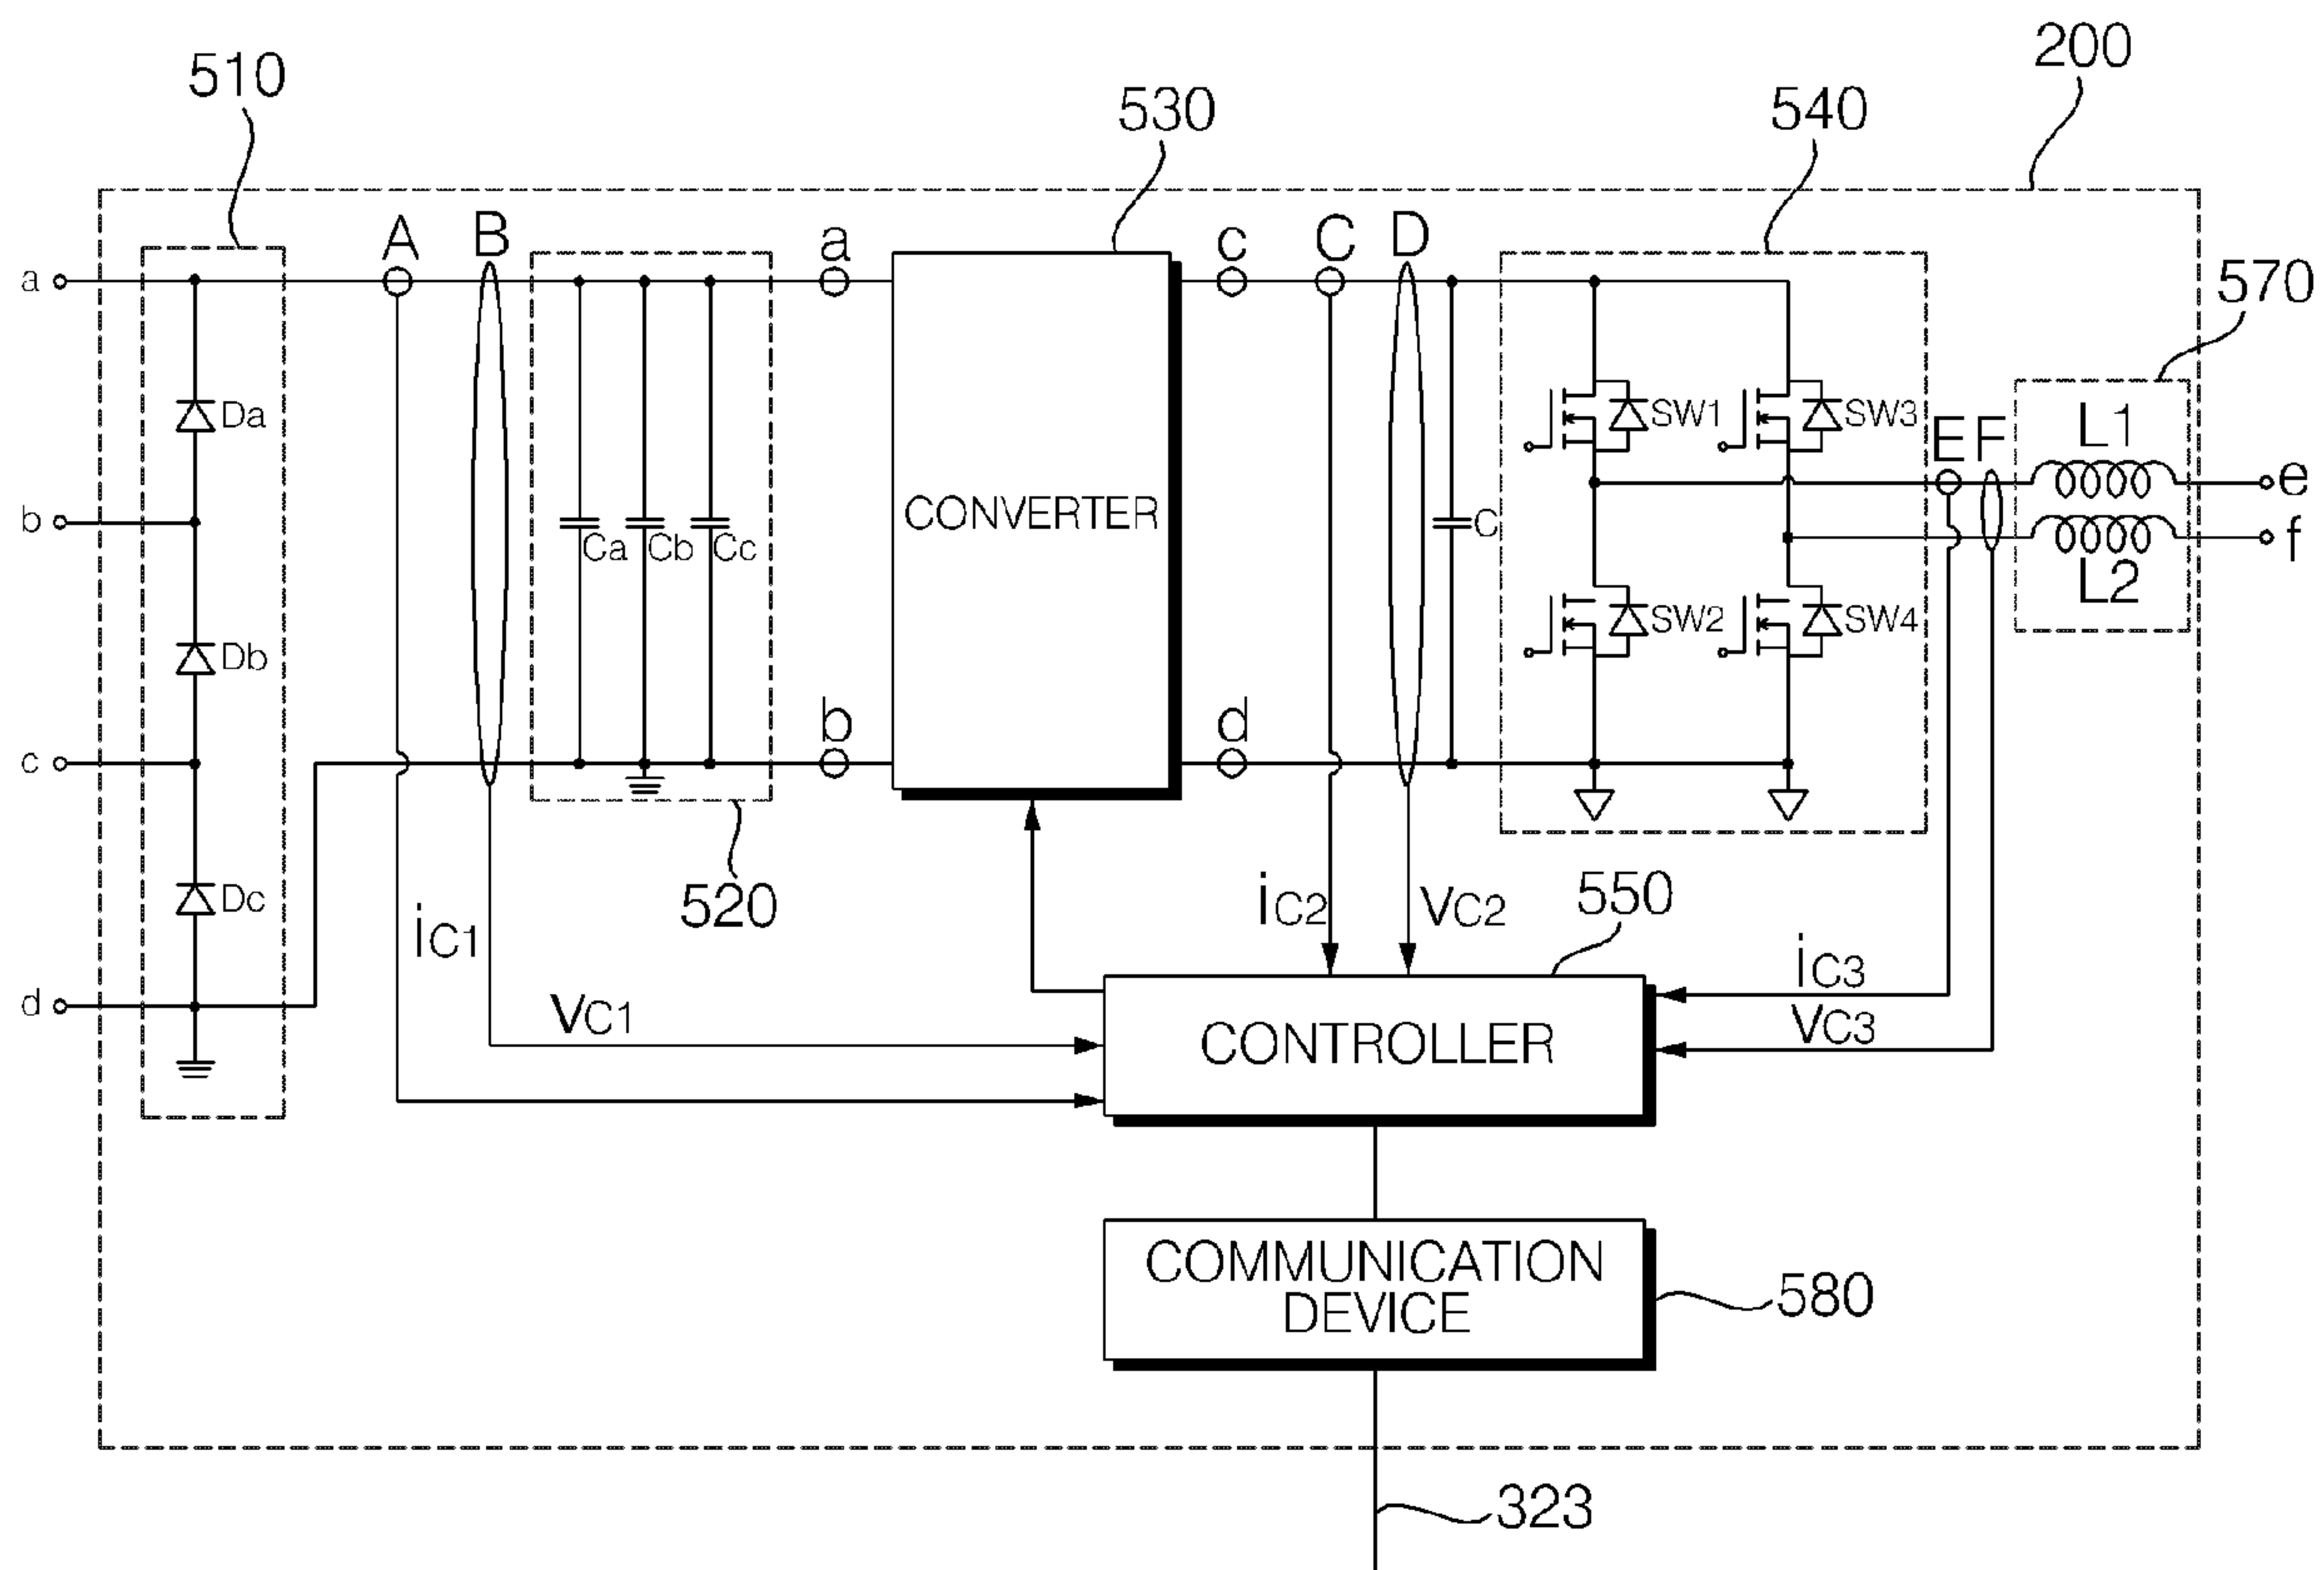 200
510
530
540
A
B
a
c
C
D
570
a
Da
SW1
SW3
E
F
L1
e
b
Ca
Cb
Cc
CONVERTER
C
f
L2
SW2
SW4
Db
b
d
c
Dc
520
iC1
iC2
VC2
550
iC3
d
VC1
VC3
CONTROLLER
COMMUNICATION
DEVICE
580
323